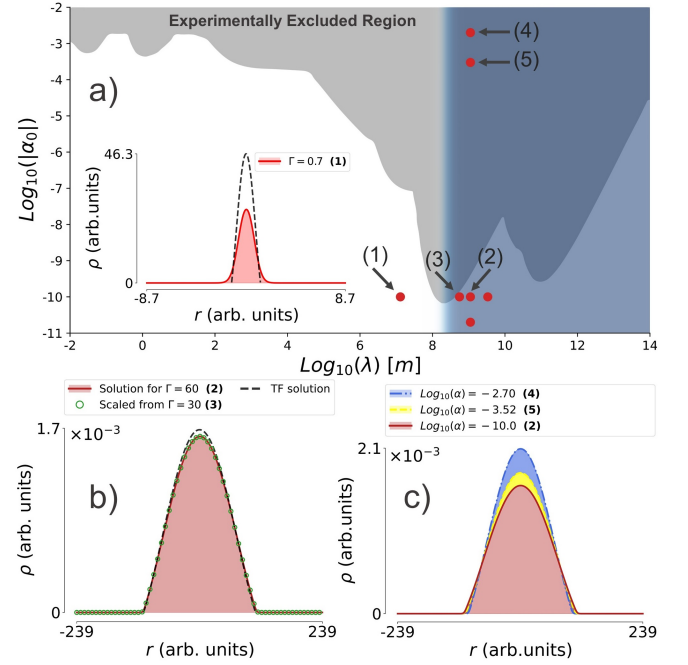 -2
Experimentally Excluded Region
(4)
-3
(5)
-4
a)
-5
Log₁₀(|α₀|)
-6
46.3
Γ = 0.7 (1)
-7
ρ (arb.units)
-8
-9
0
(1)
(3)
(2)
-10
-8.7
8.7
r (arb. units)
-11
-2
0
2
4
6
8
10
12
14
Log₁₀(λ) [m]
Solution for Γ = 60 (2)
TF solution
Scaled from Γ = 30 (3)
Log₁₀(α) = − 2.70 (4)
Log₁₀(α) = − 3.52 (5)
Log₁₀(α) = − 10.0 (2)
1.7
×10⁻³
b)
ρ (arb. units)
0
-239
239
r (arb. units)
2.1
×10⁻³
c)
ρ (arb.units)
0
-239
239
r (arb. units)